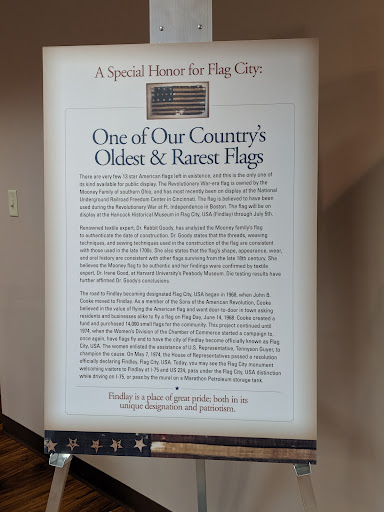 A Special Honor for Flag City:
One of Our Country's
Oldest & Rarest Flags
There are very few 13 star American flags left in existence, and this is the only one of
its kind available for public display. The Revolutionary War-era flag is owned by the
Mooney Family of southern Ohio, and has most recently been on display at the National
Underground Railroad Freedom Center in Cincinnati. The flag is believed to have been
used during the Revolutionary War at Ft. Independence in Boston. The flag will be on
display at the Hancock Historical Museum in Flag City, USA (Findlay) through July 5th.
Renowned textile expert, Dr. Rabbit Goody, has analyzed the Mooney family's flag
to authenticate the date of construction. Dr. Goody states that the threads, weaving
techniques, and sewing techniques used in the construction of the flag are consistent
with those used in the late 1700s. She also states that the flag's shape, appearance, wear,
and oral history are consistent with other flags surviving from the late 18th century. She
believes the Mooney flag to be authentic and her findings were confirmed by textile
expert, Dr. Irene Good, at Harvard University's Peabody Museum. Die testing results have
further affirmed Dr. Goody's conclusions.
The road to Findlay becoming designated Flag City, USA began in 1968, when John B.
Cooke moved to Findlay. As a member of the Sons of the American Revolution, Cooke
believed in the value of flying the American flag and went door-to-door in town asking
residents and businesses alike to fly a flag on Flag Day, June 14, 1968. Cooke created a
fund and purchased 14,000 small flags for the community. This project continued until
1974, when the Women's Division of the Chamber of Commerce started a campaign to,
once again, have flags fly and to have the city of Findlay become officially known as Flag
City, USA. The women enlisted the assistance of U.S. Representative, Tennyson Guyer, to
champion the cause. On May 7, 1974, the House of Representatives passed a resolution
officially declaring Findlay, Flag City, USA. Today, you may see the Flag City monument
welcoming visitors to Findlay at I-75 and US 224, pass under the Flag City, USA distinction
while driving on I-75, or pass by the mural on a Marathon Petroleum storage tank.
Findlay is a place of great pride; both in its
unique designation and patriotism.